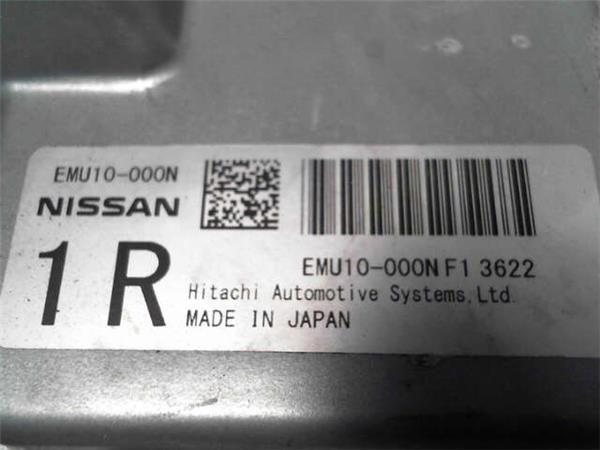 EMU10-000N
NISSAN
1R
EMU10-000N F1 3622
Hitachi Automotive Systems,Ltd.
MADE IN JAPAN